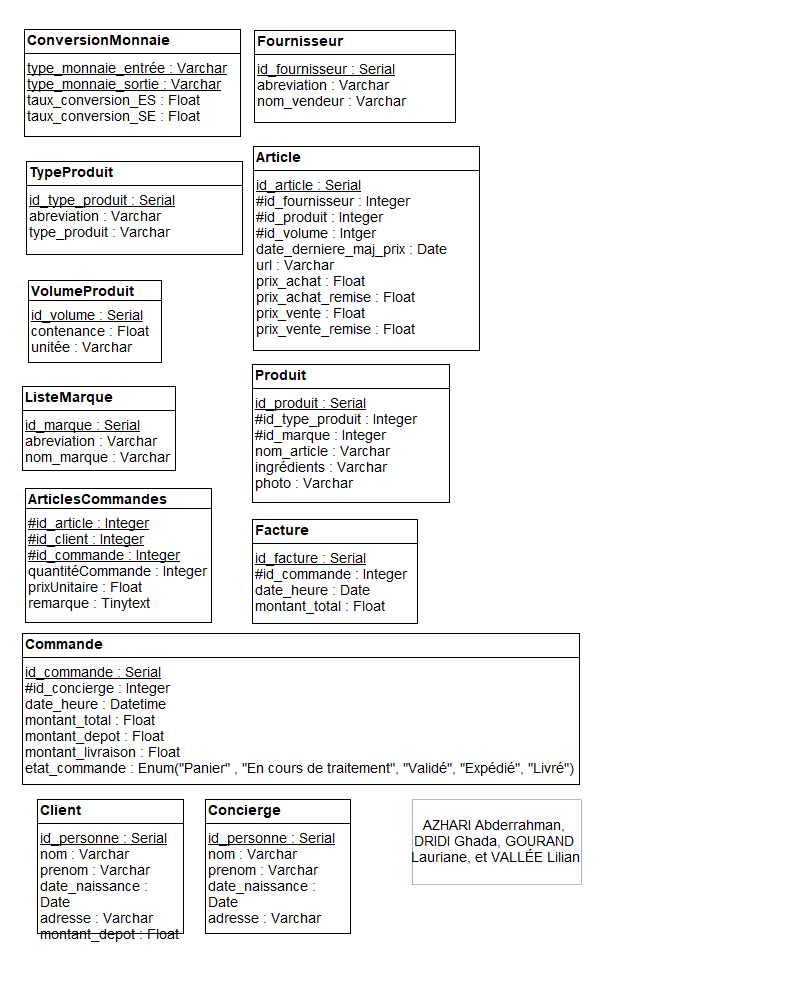 ConversionMonnaie
type_monnaie_entrée : Varchar
type_monnaie_sortie : Varchar
taux_conversion_ES : Float
taux_conversion_SE : Float
Fournisseur
id_fournisseur : Serial
abreviation : Varchar
nom_vendeur : Varchar
TypeProduit
id_type_produit : Serial
abreviation : Varchar
type_produit : Varchar
Article
id_article : Serial
#id_fournisseur : Integer
#id_produit : Integer
#id_volume : Intger
date_derniere_maj_prix : Date
url : Varchar
prix_achat : Float
prix_achat_remise : Float
prix_vente : Float
prix_vente_remise : Float
VolumeProduit
id_volume : Serial
contenance : Float
unitée : Varchar
ListeMarque
id_marque : Serial
abreviation : Varchar
nom_marque : Varchar
Produit
id_produit : Serial
#id_type_produit : Integer
#id_marque : Integer
nom_article : Varchar
ingrédients : Varchar
photo : Varchar
ArticlesCommandes
#id_article : Integer
#id_client : Integer
#id_commande : Integer
quantitéCommande : Integer
prixUnitaire : Float
remarque : Tinytext
Facture
id_facture : Serial
#id_commande : Integer
date_heure : Date
montant_total : Float
Commande
id_commande : Serial
#id_concierge : Integer
date_heure : Datetime
montant_total : Float
montant_depot : Float
montant_livraison : Float
etat_commande : Enum("Panier" , "En cours de traitement", "Validé", "Expédié", "Livré")
Client
id_personne : Serial
nom : Varchar
prenom : Varchar
date_naissance :
Date
adresse : Varchar
montant_depot : Float
Concierge
id_personne : Serial
nom : Varchar
prenom : Varchar
date_naissance :
Date
adresse : Varchar
AZHARI Abderrahman,
DRIDI Ghada, GOURAND
Lauriane, et VALLÉE Lilian